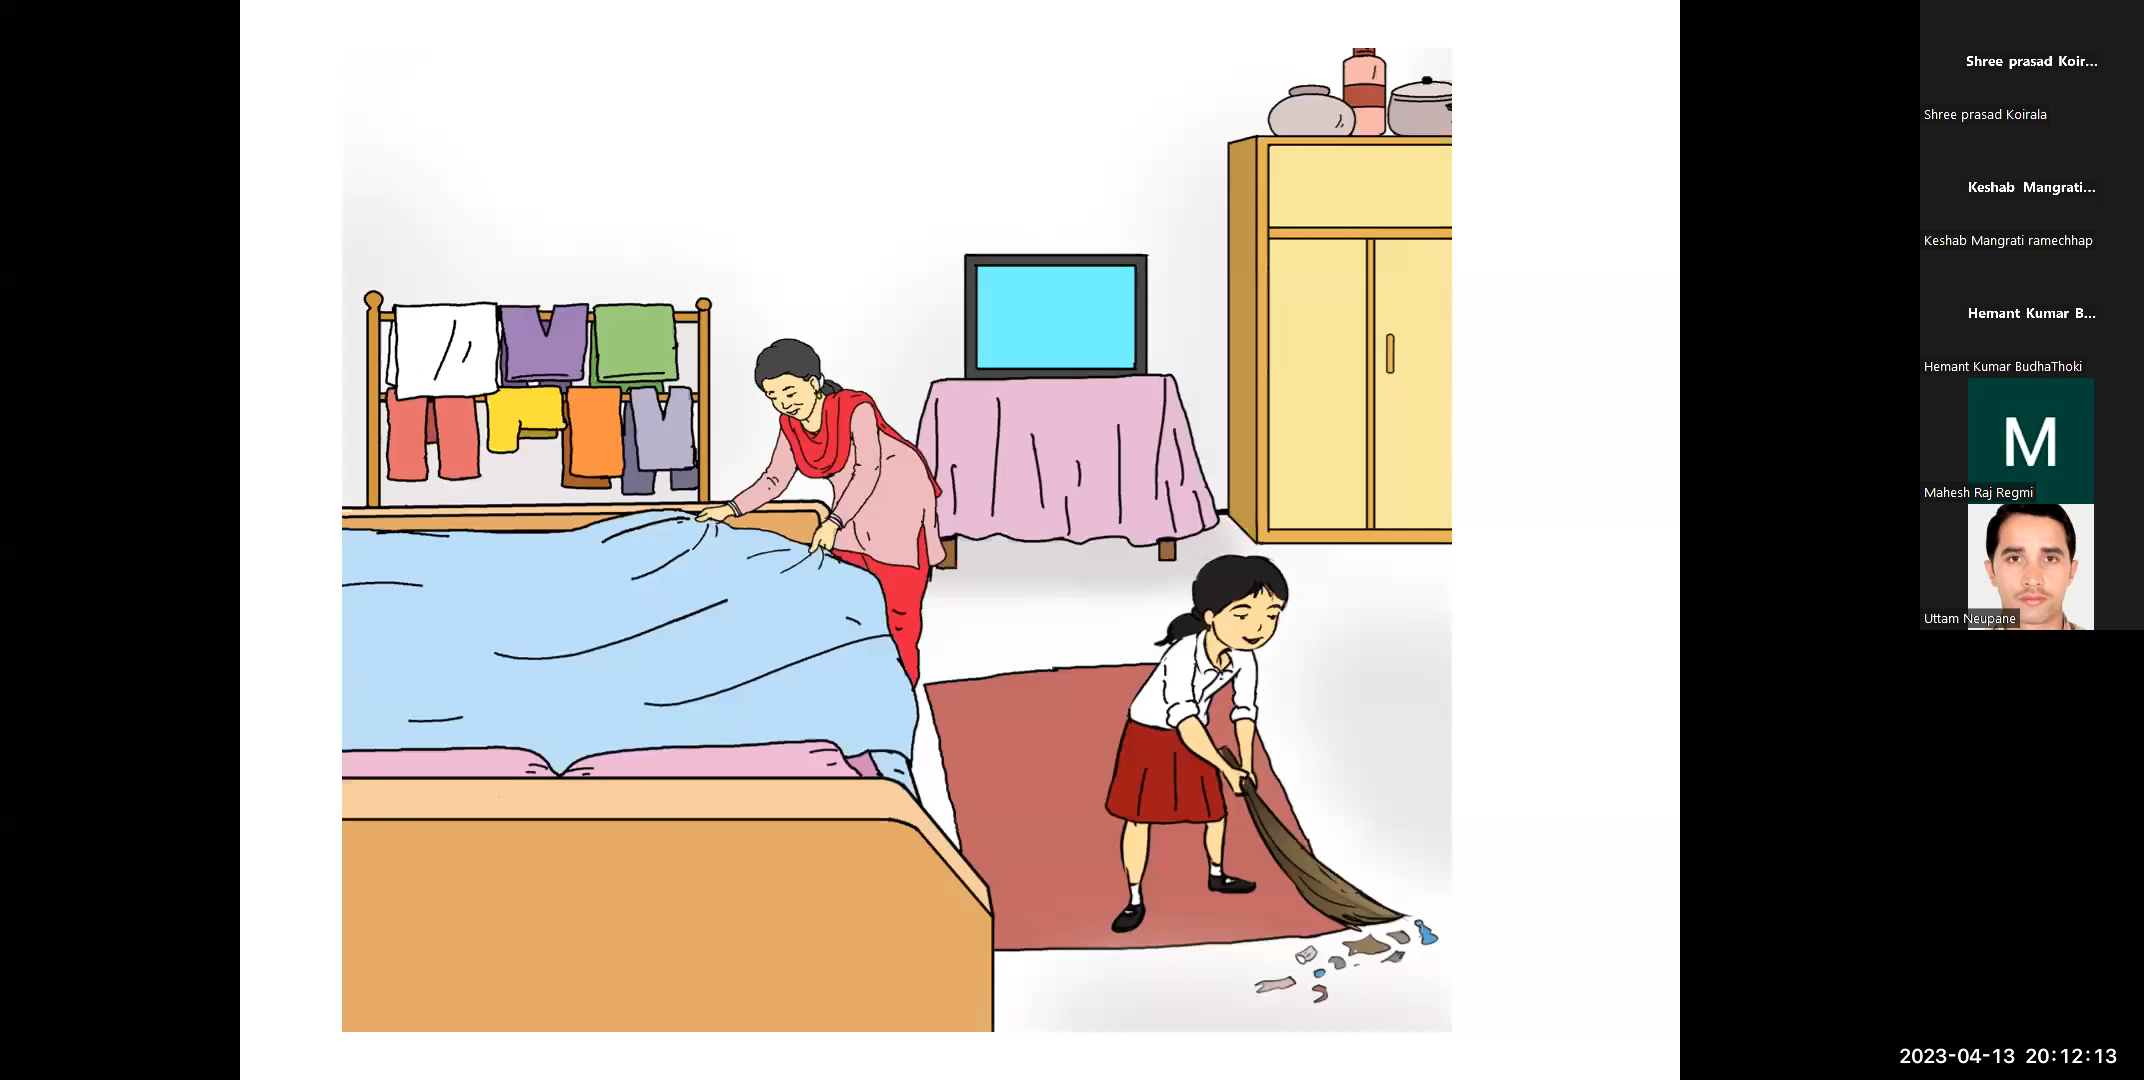 Shree prasad Koir...
Shree prasad Koirala
Keshab Mangrati...
Keshab Mangrati ramechhap
Hemant Kumar B...
Hemant Kumar BudhaThoki
M
Mahesh Raj Regmi
Uttam Neupane
2023-04-13 20:12:13